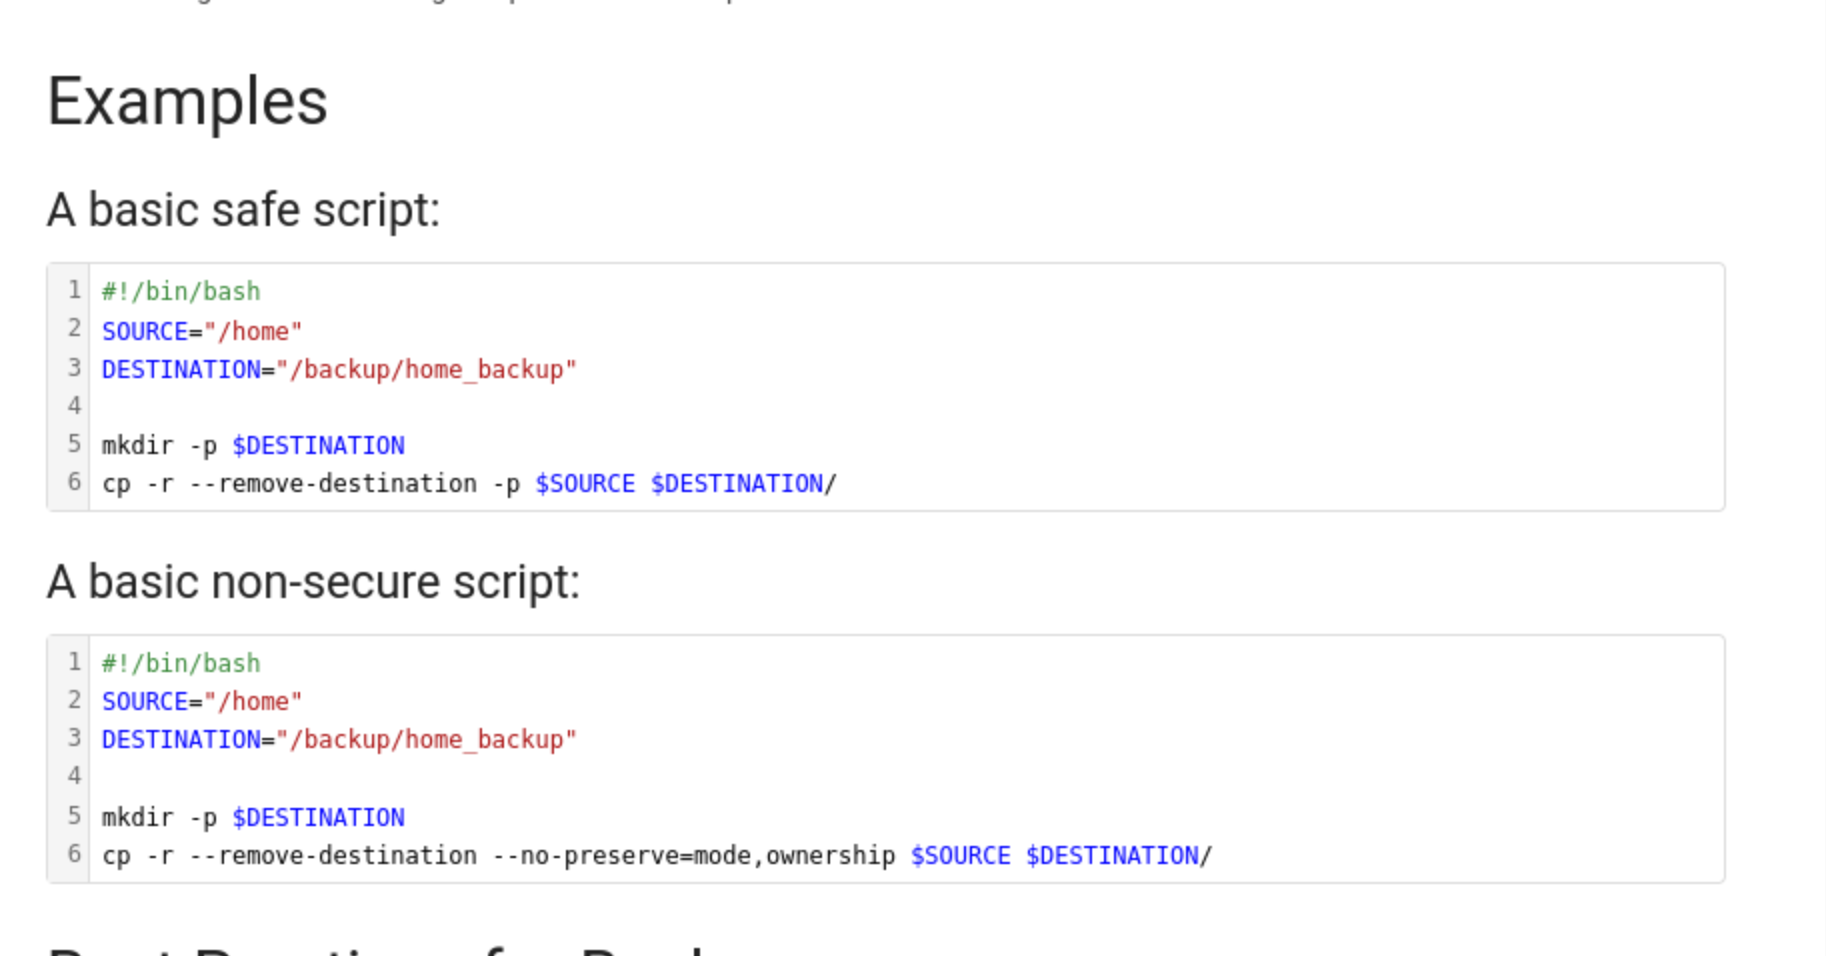 Examples
A basic safe script:
1 #!/bin/bash
2 SOURCE="/home"
3 DESTINATION="/backup/home_backup"
4
5 mkdir -p $DESTINATION
6 cp -r --remove-destination -p $SOURCE $DESTINATION/
A basic non-secure script:
1 #!/bin/bash
2 SOURCE="/home"
3 DESTINATION="/backup/home_backup"
4
5 mkdir -p $DESTINATION
6 cp -r --remove-destination --no-preserve=mode,ownership $SOURCE $DESTINATION/